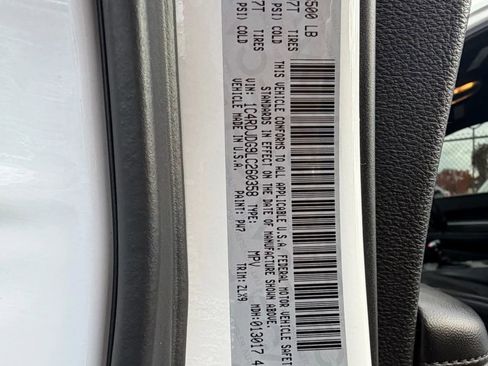 500 LB
7T TIRES
PSI) COLD
7T TIRES
PSI) COLD
THIS VEHICLE CONFORMS TO ALL APPLICABLE U.S.A. FEDERAL MOTOR VEHICLE SAFET
STANDARDS IN EFFECT ON THE DATE OF MANUFACTURE SHOWN ABOVE.
VIN: 1C4RDJDG9LC260358 TYPE: MPV MDH:013017 4
VEHICLE MADE IN U.S.A. PAINT: PW7 TRIM: ZLX9